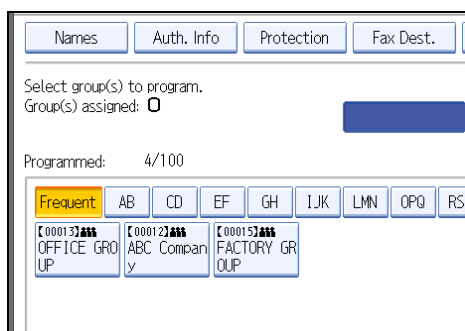 Names Auth. Info Protection Fax Dest.
Select group(s) to program.
Group(s) assigned: 0
Programmed: 4/100
Frequent AB CD EF GH IJK LMN OPQ RS
【00013】 【00012】 【00015】
OFFICE GRO ABC Compan FACTORY GR
UP y OUP